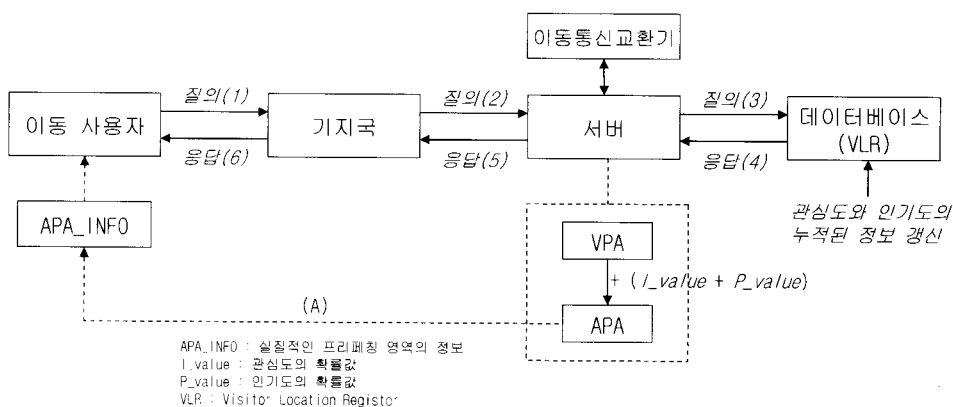 이동통신교환기
질의(1)
질의(2)
질의(3)
이동 사용자
기지국
서버
데이터베이스
(VLR)
응답(6)
응답(5)
응답(4)
APA_INFO
관심도와 인기도의
누적된 정보 갱신
VPA
+ (I_value + P_value)
(A)
APA
APA_INFO : 실질적인 프리페칭 영역의 정보
I_value : 관심도의 확률값
P_value : 인기도의 확률값
VLR : Visitor Location Registor